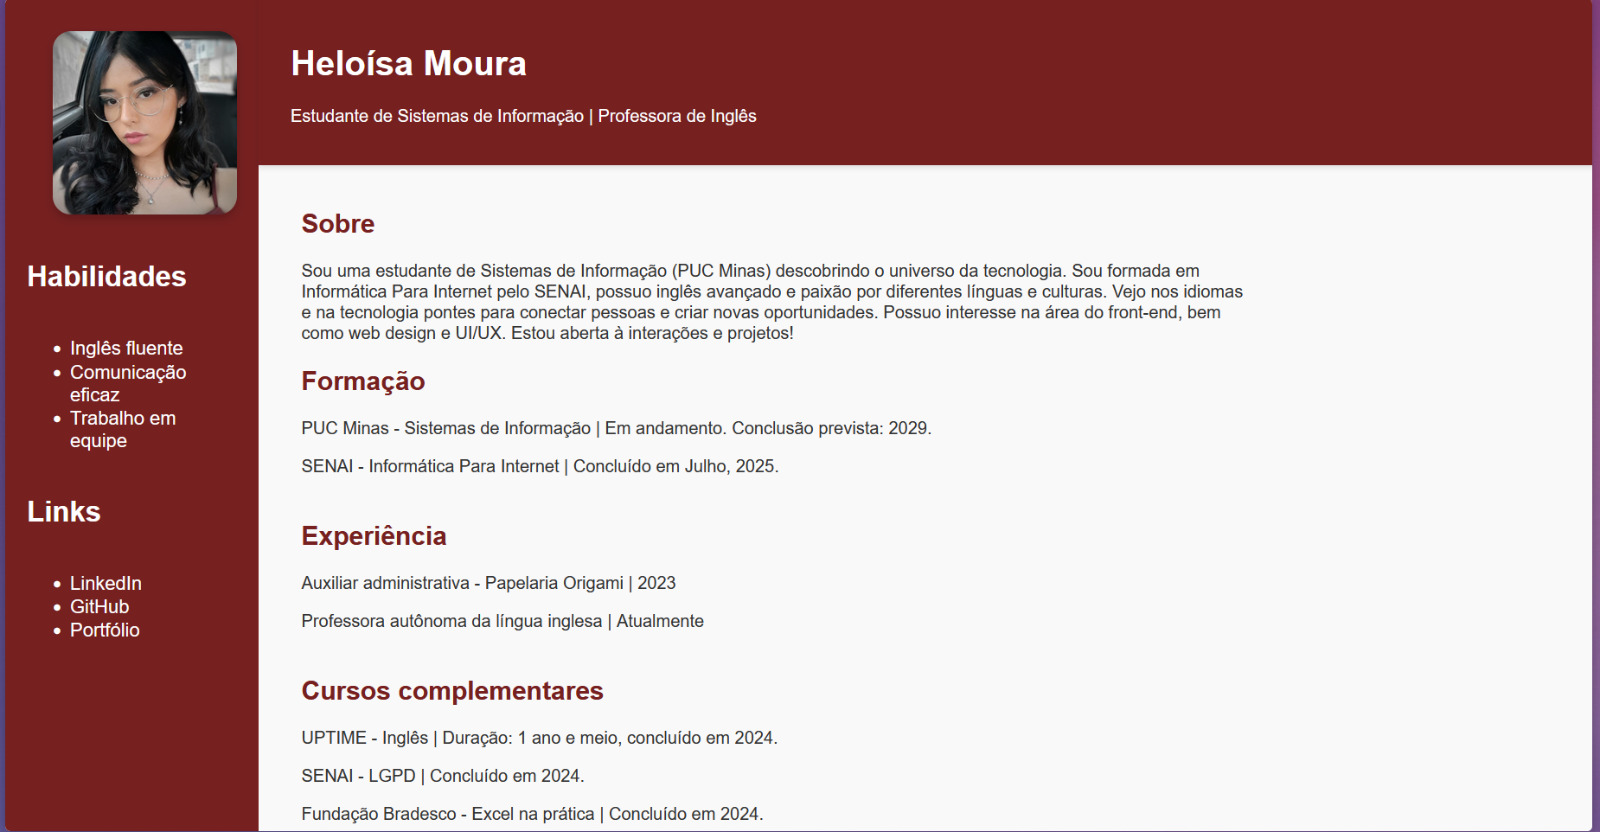 Heloísa Moura
Estudante de Sistemas de Informação | Professora de Inglês
Habilidades
Inglês fluente
Comunicação
eficaz
Trabalho em
equipe
Links
LinkedIn
GitHub
Portfólio
Sobre
Sou uma estudante de Sistemas de Informação (PUC Minas) descobrindo o universo da tecnologia. Sou formada em
Informática Para Internet pelo SENAI, possuo inglês avançado e paixão por diferentes línguas e culturas. Vejo nos idiomas
e na tecnologia pontes para conectar pessoas e criar novas oportunidades. Possuo interesse na área do front-end, bem
como web design e UI/UX. Estou aberta à interações e projetos!
Formação
PUC Minas - Sistemas de Informação | Em andamento. Conclusão prevista: 2029.
SENAI - Informática Para Internet | Concluído em Julho, 2025.
Experiência
Auxiliar administrativa - Papelaria Origami | 2023
Professora autônoma da língua inglesa | Atualmente
Cursos complementares
UPTIME - Inglês | Duração: 1 ano e meio, concluído em 2024.
SENAI - LGPD | Concluído em 2024.
Fundação Bradesco - Excel na prática | Concluído em 2024.